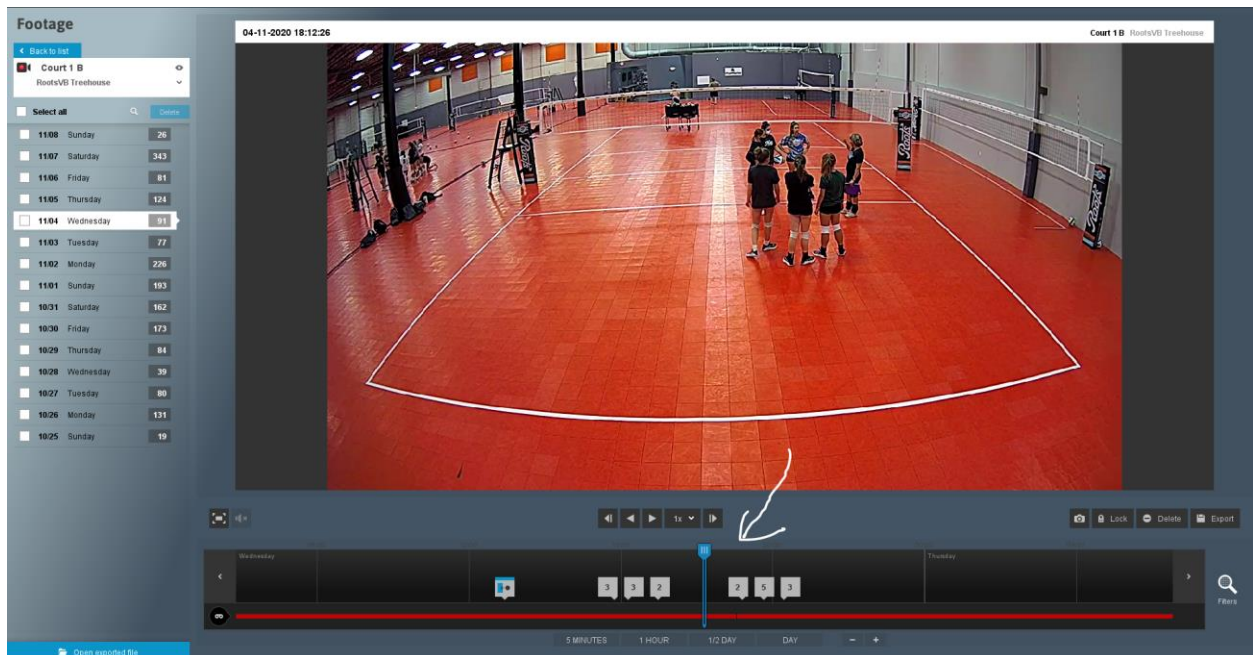 Footage
Back to list
Court 1 B
RootsVB Treehouse
Select all
Delete
11/08 Sunday 26
11/07 Saturday 343
11/06 Friday 81
11/05 Thursday 124
11/04 Wednesday 91
11/03 Tuesday 77
11/02 Monday 226
11/01 Sunday 193
10/31 Saturday 162
10/30 Friday 173
10/29 Thursday 84
10/28 Wednesday 39
10/27 Tuesday 80
10/26 Monday 131
10/25 Sunday 19
Open exported file
04-11-2020 18:12:26 Court 1 B RootsVB Treehouse
Roots
Roots
Roots
1x Lock Delete Export
Wednesday Thursday
3 3 2 2 5 3
Filters
5 MINUTES 1 HOUR 1/2 DAY DAY - +